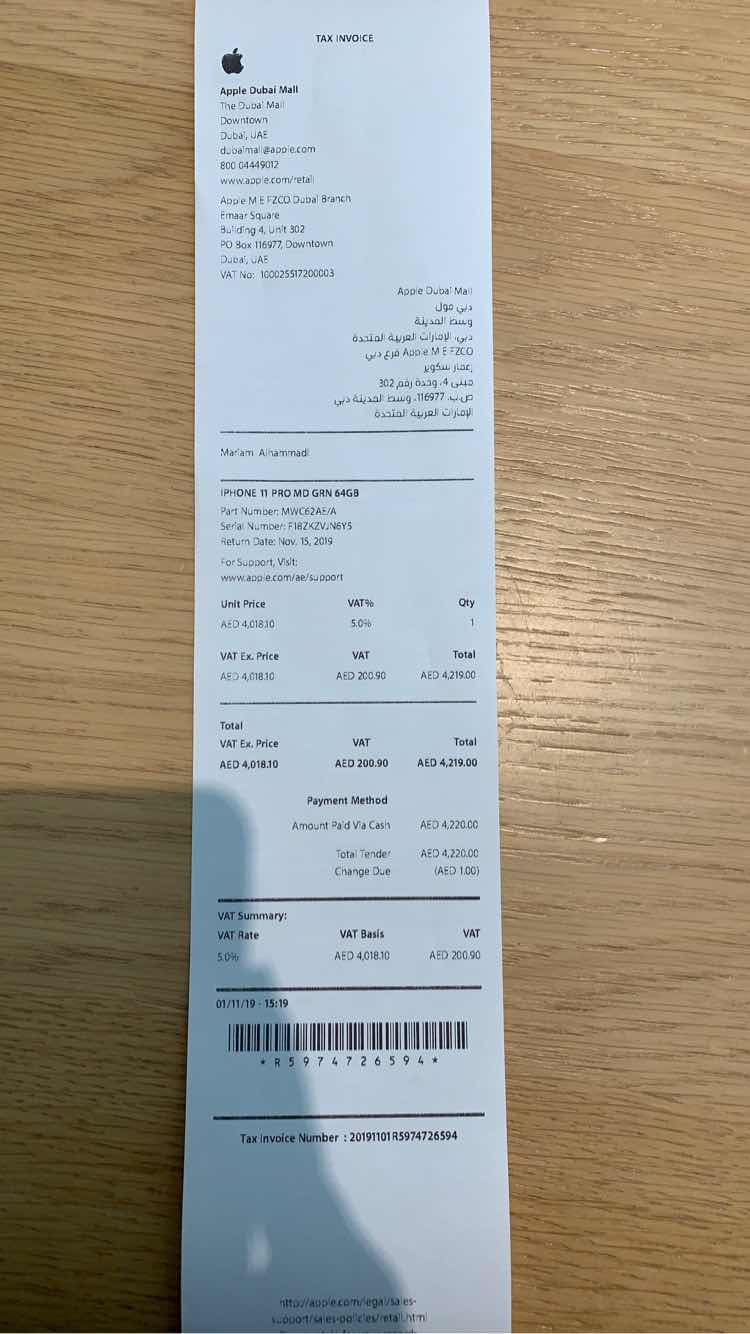 TAX INVOICE
Apple Dubai Mall
The Dubai Mall
Downtown
Dubai, UAE
dubaimall@apple.com
800 04449012
www.apple.com/retail
Apple M E FZCO Dubai Branch
Emaar Square
Building 4, Unit 302
PO Box 116977, Downtown
Dubai, UAE
VAT No: 100025517200003
Apple Dubai Mall
دبي مول
وسط المدينة
دبي، الإمارات العربية المتحدة
Apple M E FZCO فرع دبي
إعمار سكوير
مبنى 4، وحدة رقم 302
ص.ب. 116977، وسط المدينة دبي
الإمارات العربية المتحدة
Mariam Alhammadi
IPHONE 11 PRO MD GRN 64GB
Part Number: MWC62AE/A
Serial Number: F18ZKZVJN6Y5
Return Date: Nov. 15, 2019
For Support, Visit:
www.apple.com/ae/support
Unit Price VAT% Qty
AED 4,018.10 5.0% 1
VAT Ex. Price VAT Total
AED 4,018.10 AED 200.90 AED 4,219.00
Total
VAT Ex. Price VAT Total
AED 4,018.10 AED 200.90 AED 4,219.00
Payment Method
Amount Paid Via Cash AED 4,220.00
Total Tender AED 4,220.00
Change Due (AED 1.00)
VAT Summary:
VAT Rate VAT Basis VAT
5.0% AED 4,018.10 AED 200.90
01/11/19 - 15:19
* R 5 9 7 4 7 2 6 5 9 4 *
Tax Invoice Number : 20191101R5974726594
http://apple.com/legal/sales-
support/sales-policies/retail.html